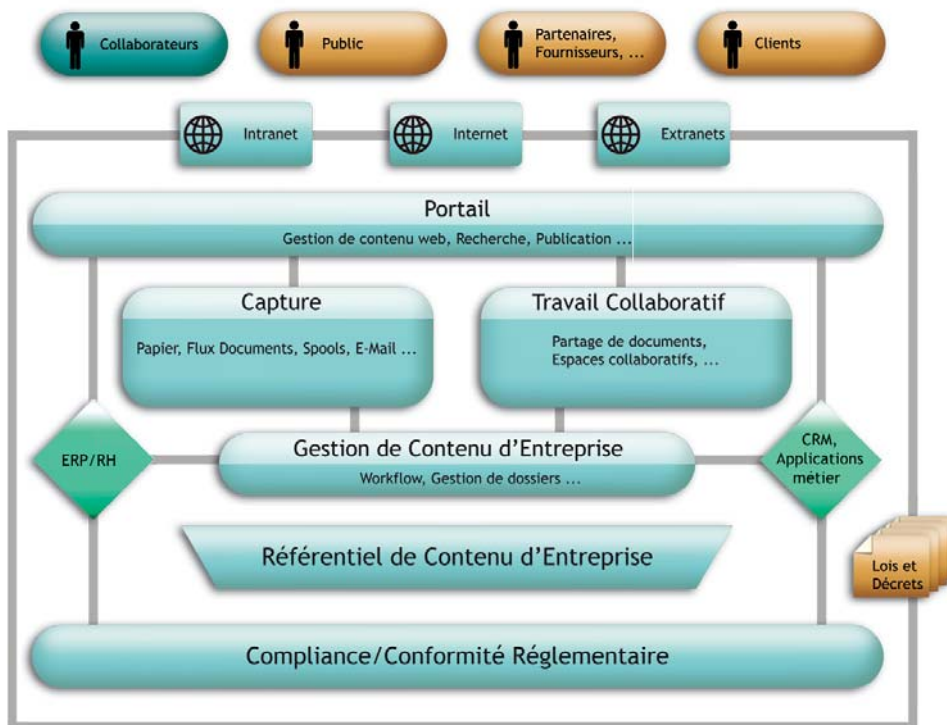 Collaborateurs
Public
Partenaires,
Fournisseurs, ...
Clients
Intranet
Internet
Extranets
Portail
Gestion de contenu web, Recherche, Publication ...
Capture
Papier, Flux Documents, Spools, E-Mail ...
Travail Collaboratif
Partage de documents,
Espaces collaboratifs, ...
ERP/RH
Gestion de Contenu d'Entreprise
Workflow, Gestion de dossiers ...
CRM,
Applications
métier
Référentiel de Contenu d'Entreprise
Lois et
Décrets
Compliance/Conformité Réglementaire